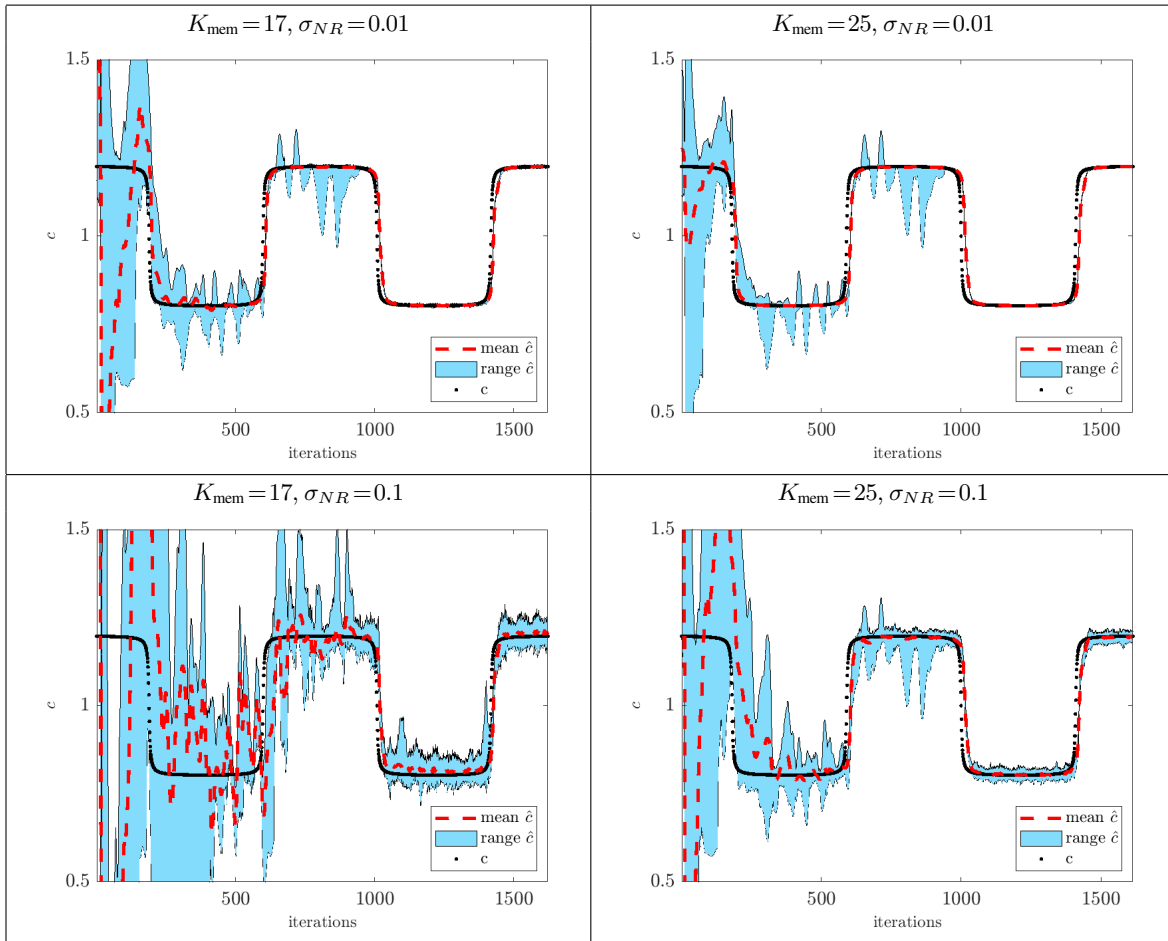 K_mem = 17, σ_NR = 0.01
1.5
1
0.5
c
500
1000
1500
iterations
mean ĉ
range ĉ
c
K_mem = 25, σ_NR = 0.01
1.5
1
0.5
c
500
1000
1500
iterations
mean ĉ
range ĉ
c
K_mem = 17, σ_NR = 0.1
1.5
1
0.5
c
500
1000
1500
iterations
mean ĉ
range ĉ
c
K_mem = 25, σ_NR = 0.1
1.5
1
0.5
c
500
1000
1500
iterations
mean ĉ
range ĉ
c